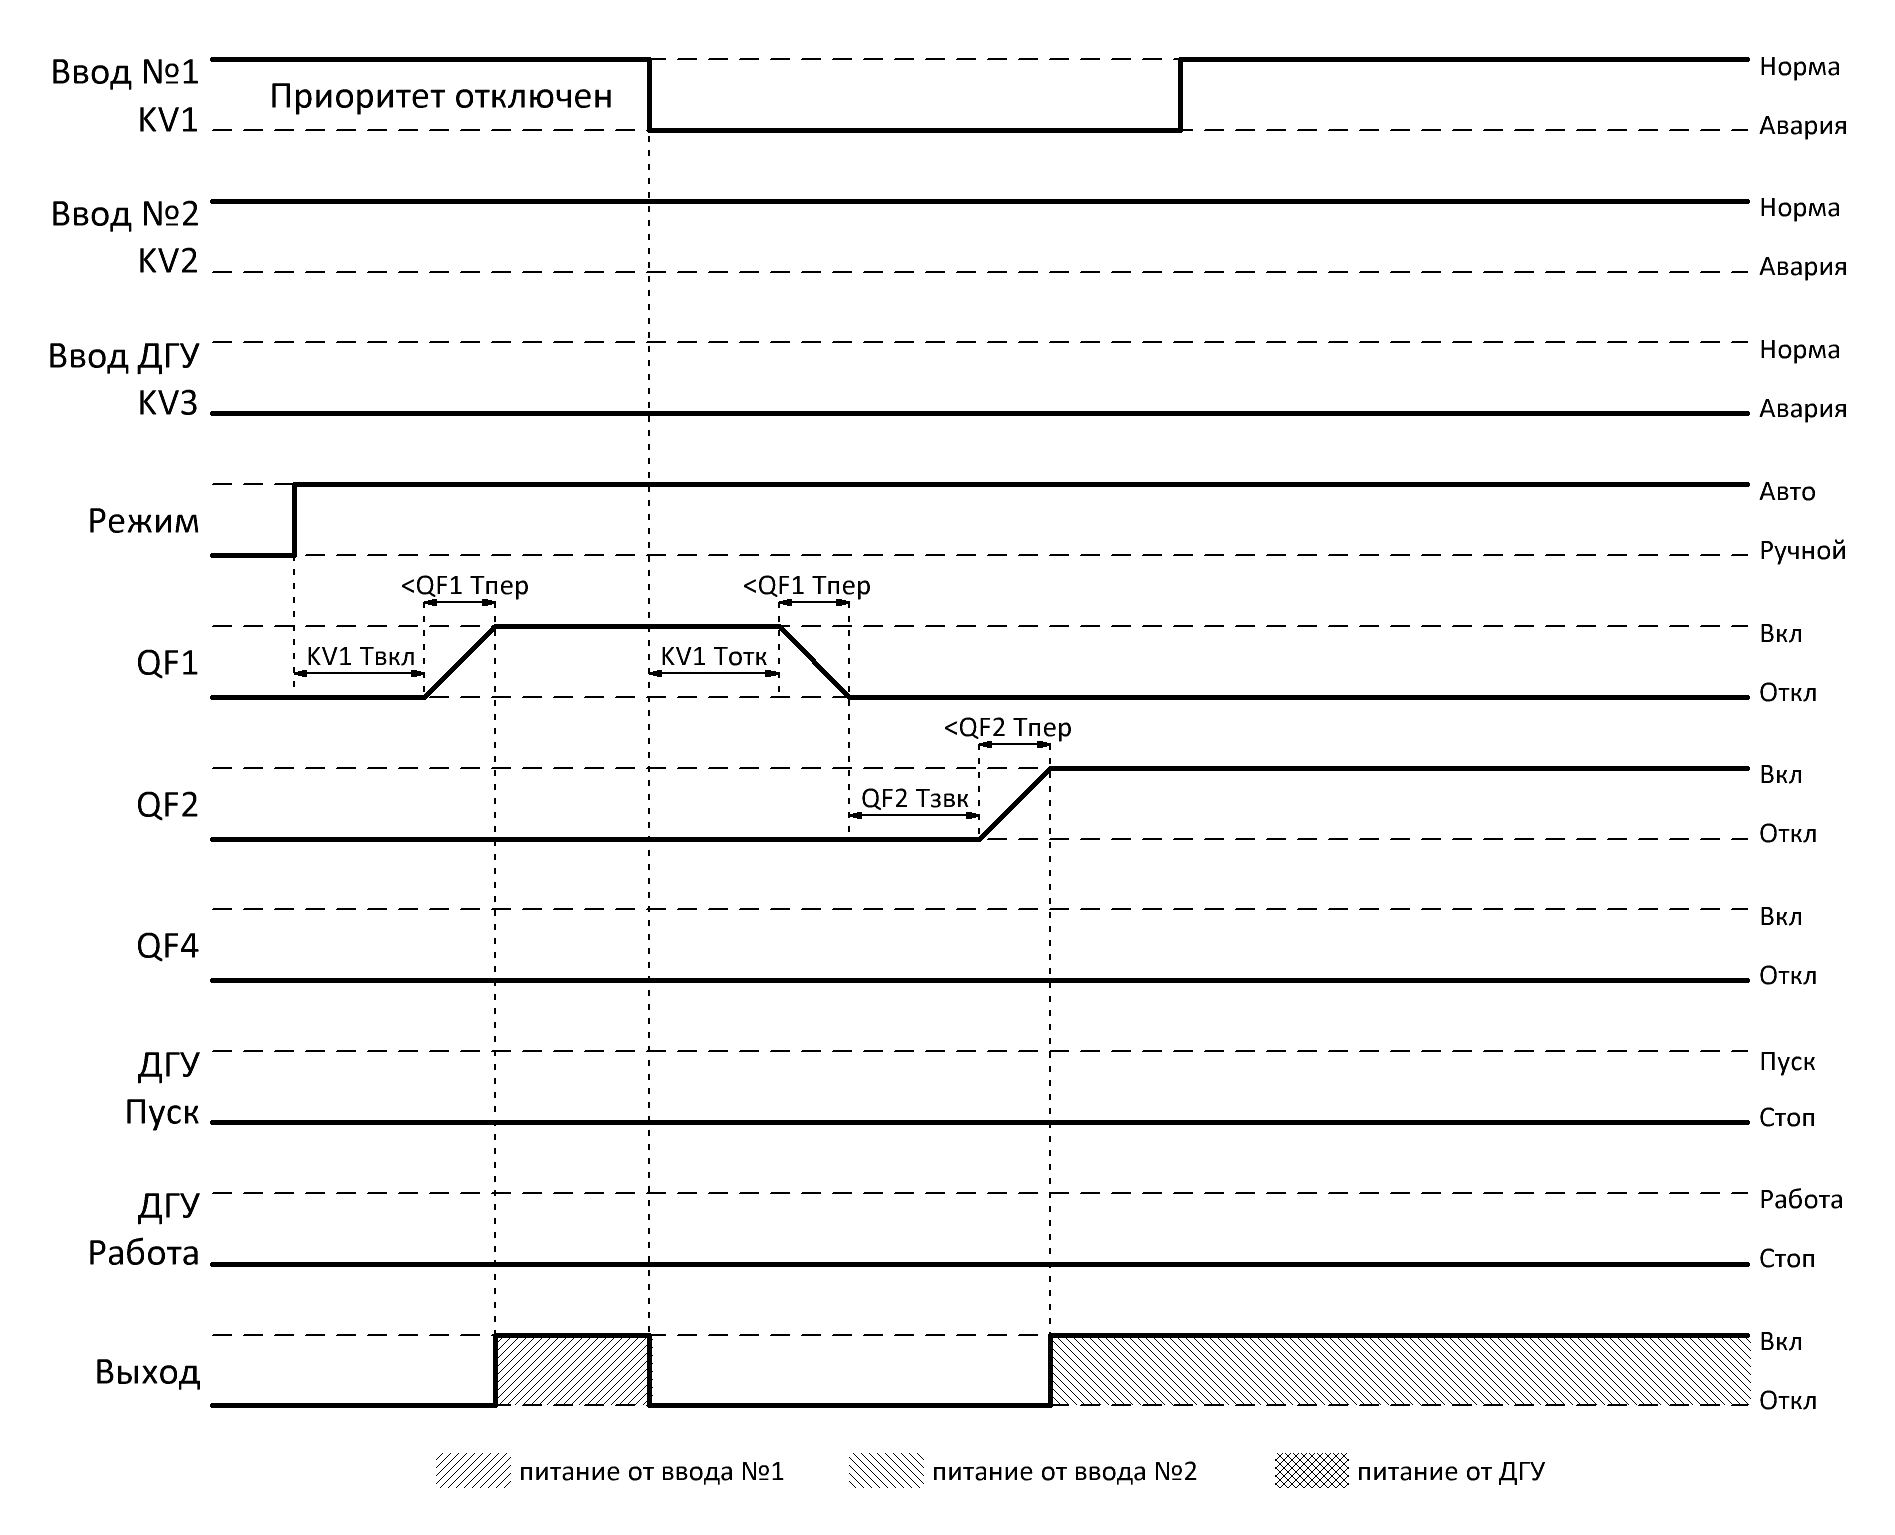 Ввод №1
KV1
Приоритет отключен
Норма
Авария
Ввод №2
KV2
Норма
Авария
Ввод ДГУ
KV3
Норма
Авария
Режим
Авто
Ручной
<QF1 Тпер
<QF1 Тпер
QF1
KV1 Твкл
KV1 Тотк
Вкл
Откл
<QF2 Тпер
QF2
QF2 Тзвк
Вкл
Откл
QF4
Вкл
Откл
ДГУ
Пуск
Пуск
Стоп
ДГУ
Работа
Работа
Стоп
Выход
Вкл
Откл
питание от ввода №1
питание от ввода №2
питание от ДГУ